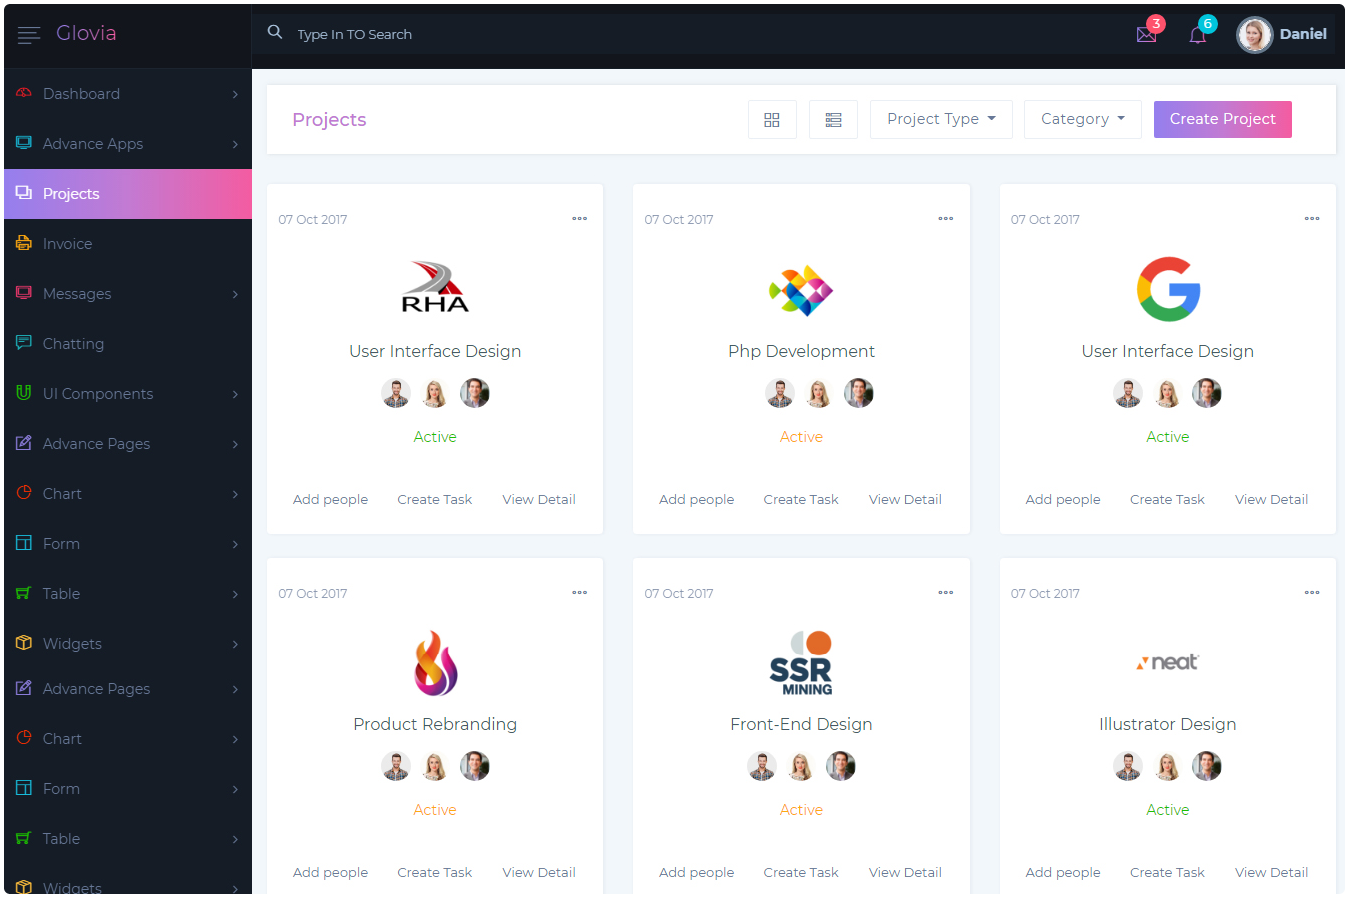 Glovia
Type In TO Search
3
6
Daniel
Dashboard
Advance Apps
Projects
Invoice
Messages
Chatting
UI Components
Advance Pages
Chart
Form
Table
Widgets
Advance Pages
Chart
Form
Table
Widgets
Projects
Project Type
Category
Create Project
07 Oct 2017
RHA
User Interface Design
Active
Add people Create Task View Detail
07 Oct 2017
Php Development
Active
Add people Create Task View Detail
07 Oct 2017
G
User Interface Design
Active
Add people Create Task View Detail
07 Oct 2017
Product Rebranding
Active
Add people Create Task View Detail
07 Oct 2017
SSR
MINING
Front-End Design
Active
Add people Create Task View Detail
07 Oct 2017
neat
Illustrator Design
Active
Add people Create Task View Detail